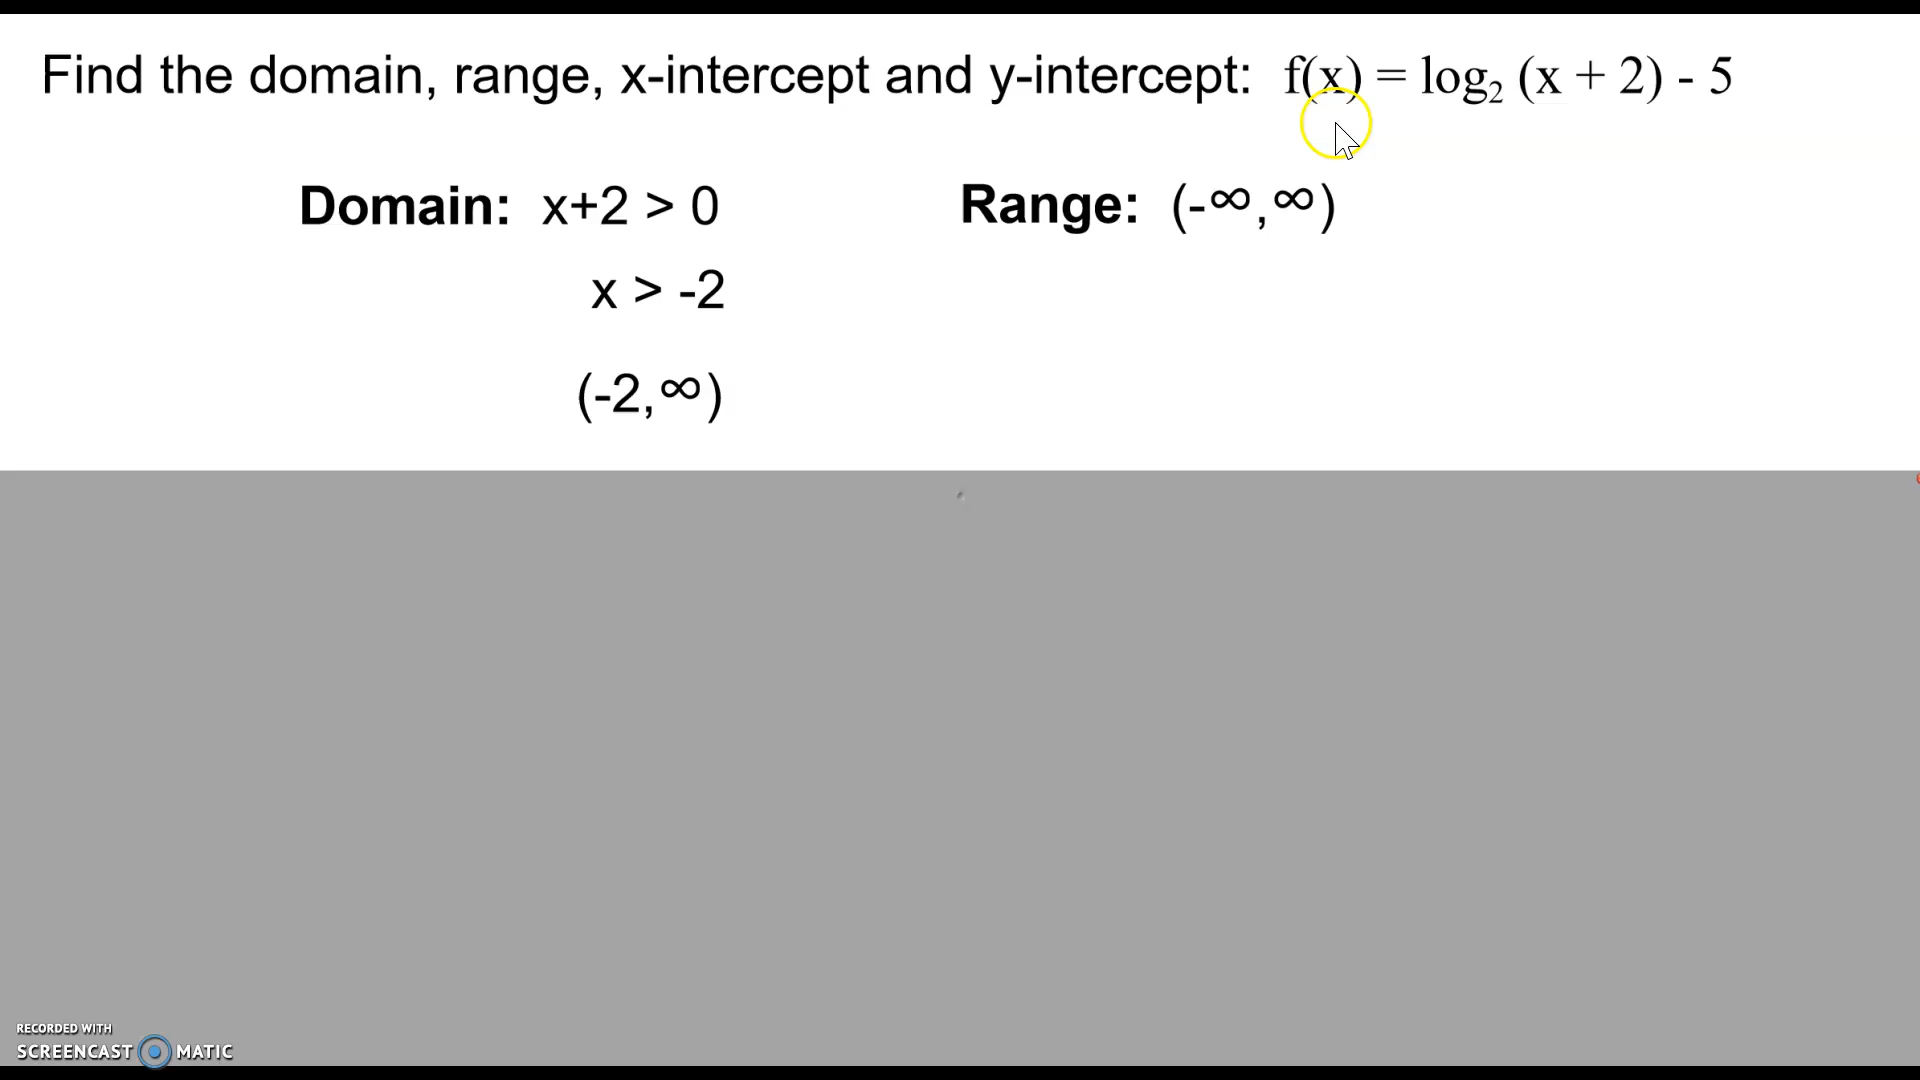 Find the domain, range, x-intercept and y-intercept: f(x) = log₂ (x + 2) - 5
Domain: x+2 > 0 Range: (-∞,∞)
x > -2
(-2,∞)
RECORDED WITH
SCREENCAST MATIC